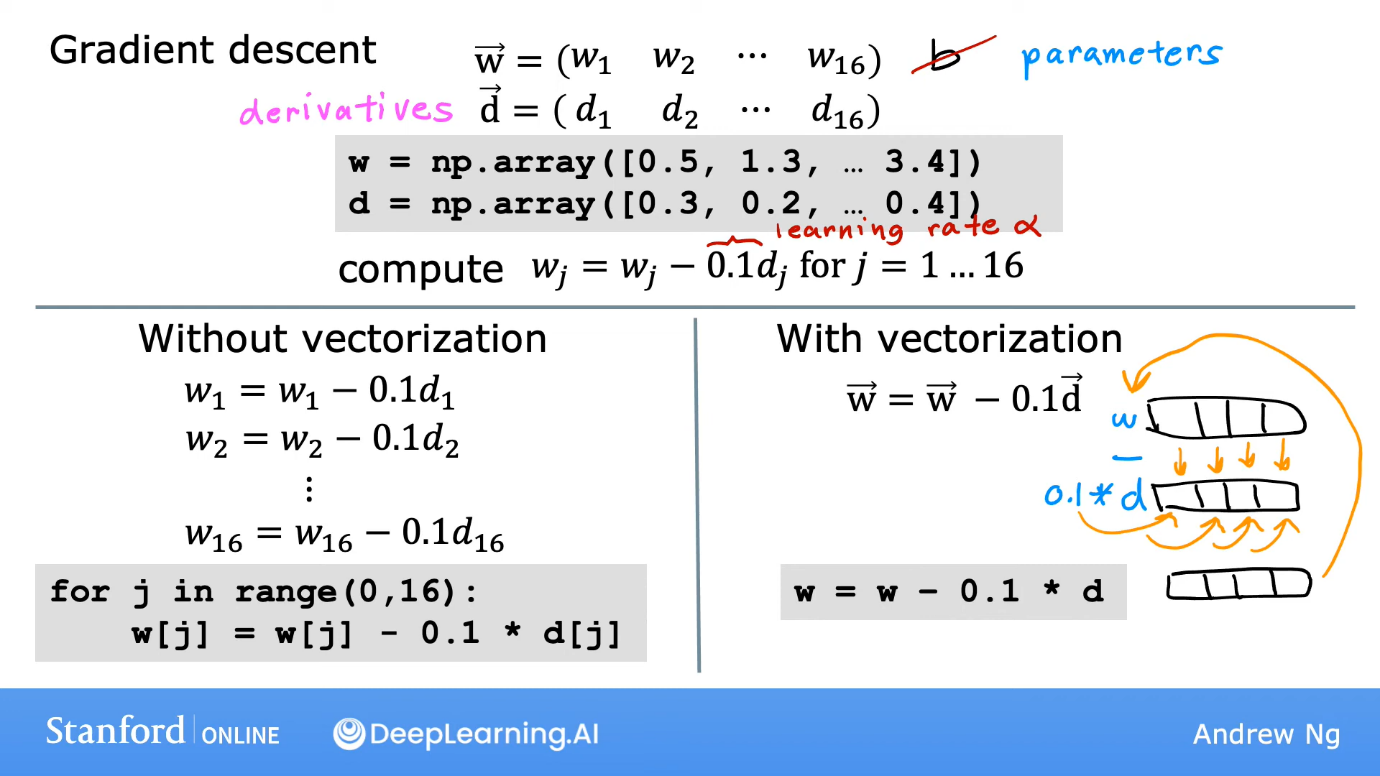 Gradient descent
w⃗ = (w₁ w₂ ⋯ w₁₆) b parameters
derivatives d⃗ = ( d₁ d₂ ⋯ d₁₆)
w = np.array([0.5, 1.3, … 3.4])
d = np.array([0.3, 0.2, … 0.4])
learning rate α
compute wⱼ = wⱼ − 0.1dⱼ for j = 1 … 16
Without vectorization
w₁ = w₁ − 0.1d₁
w₂ = w₂ − 0.1d₂
⋮
w₁₆ = w₁₆ − 0.1d₁₆
for j in range(0,16):
    w[j] = w[j] - 0.1 * d[j]
With vectorization
w⃗ = w⃗ − 0.1d⃗
w
−
0.1 * d
w = w − 0.1 * d
Stanford | ONLINE DeepLearning.AI Andrew Ng